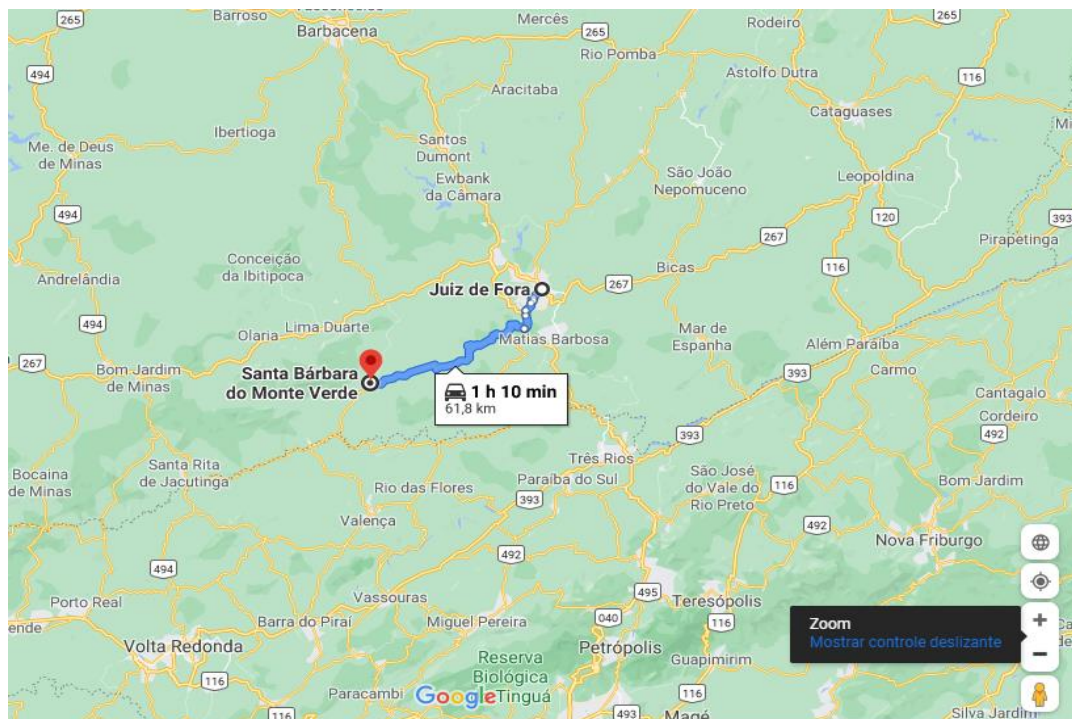 265
Barroso
Barbacena
Mercês
265
Rio Pomba
Rodeiro
265
494
Aracitaba
Astolfo Dutra
116
Cataguases
Ibertioga
Me. de Deus
de Minas
Santos
Dumont
São João
Nepomuceno
Leopoldina
Ewbank
da Câmara
494
120
393
267
Pirapetinga
Conceição
da Ibitipoca
Bicas
116
Andrelândia
Juiz de Fora
267
494
Lima Duarte
Olaria
Matias Barbosa
Mar de
Espanha
Além Paraíba
267
Bom Jardim
de Minas
Santa Bárbara
do Monte Verde
1 h 10 min
61,8 km
393
Carmo
Cantagalo
Cordeiro
492
393
Três Rios
Bocaina
de Minas
Santa Rita
de Jacutinga
Rio das Flores
Paraíba do Sul
São José
do Vale do
Rio Preto
116
Bom Jardim
393
Valença
492
492
Nova Friburgo
494
Porto Real
Vassouras
495
Teresópolis
Barra do Piraí
Miguel Pereira
040
116
Zoom
Mostrar controle deslizante
Volta Redonda
Petrópolis
Guapimirim
116
Reserva
Biológica
Tinguá
Paracambi
Google
116
116
493
Magé
Silva Jardim